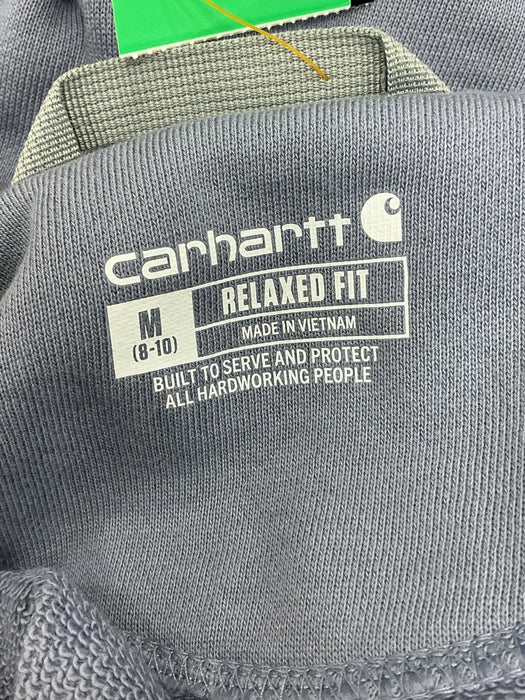 carhartt
M
(8-10)
RELAXED FIT
MADE IN VIETNAM
BUILT TO SERVE AND PROTECT
ALL HARDWORKING PEOPLE